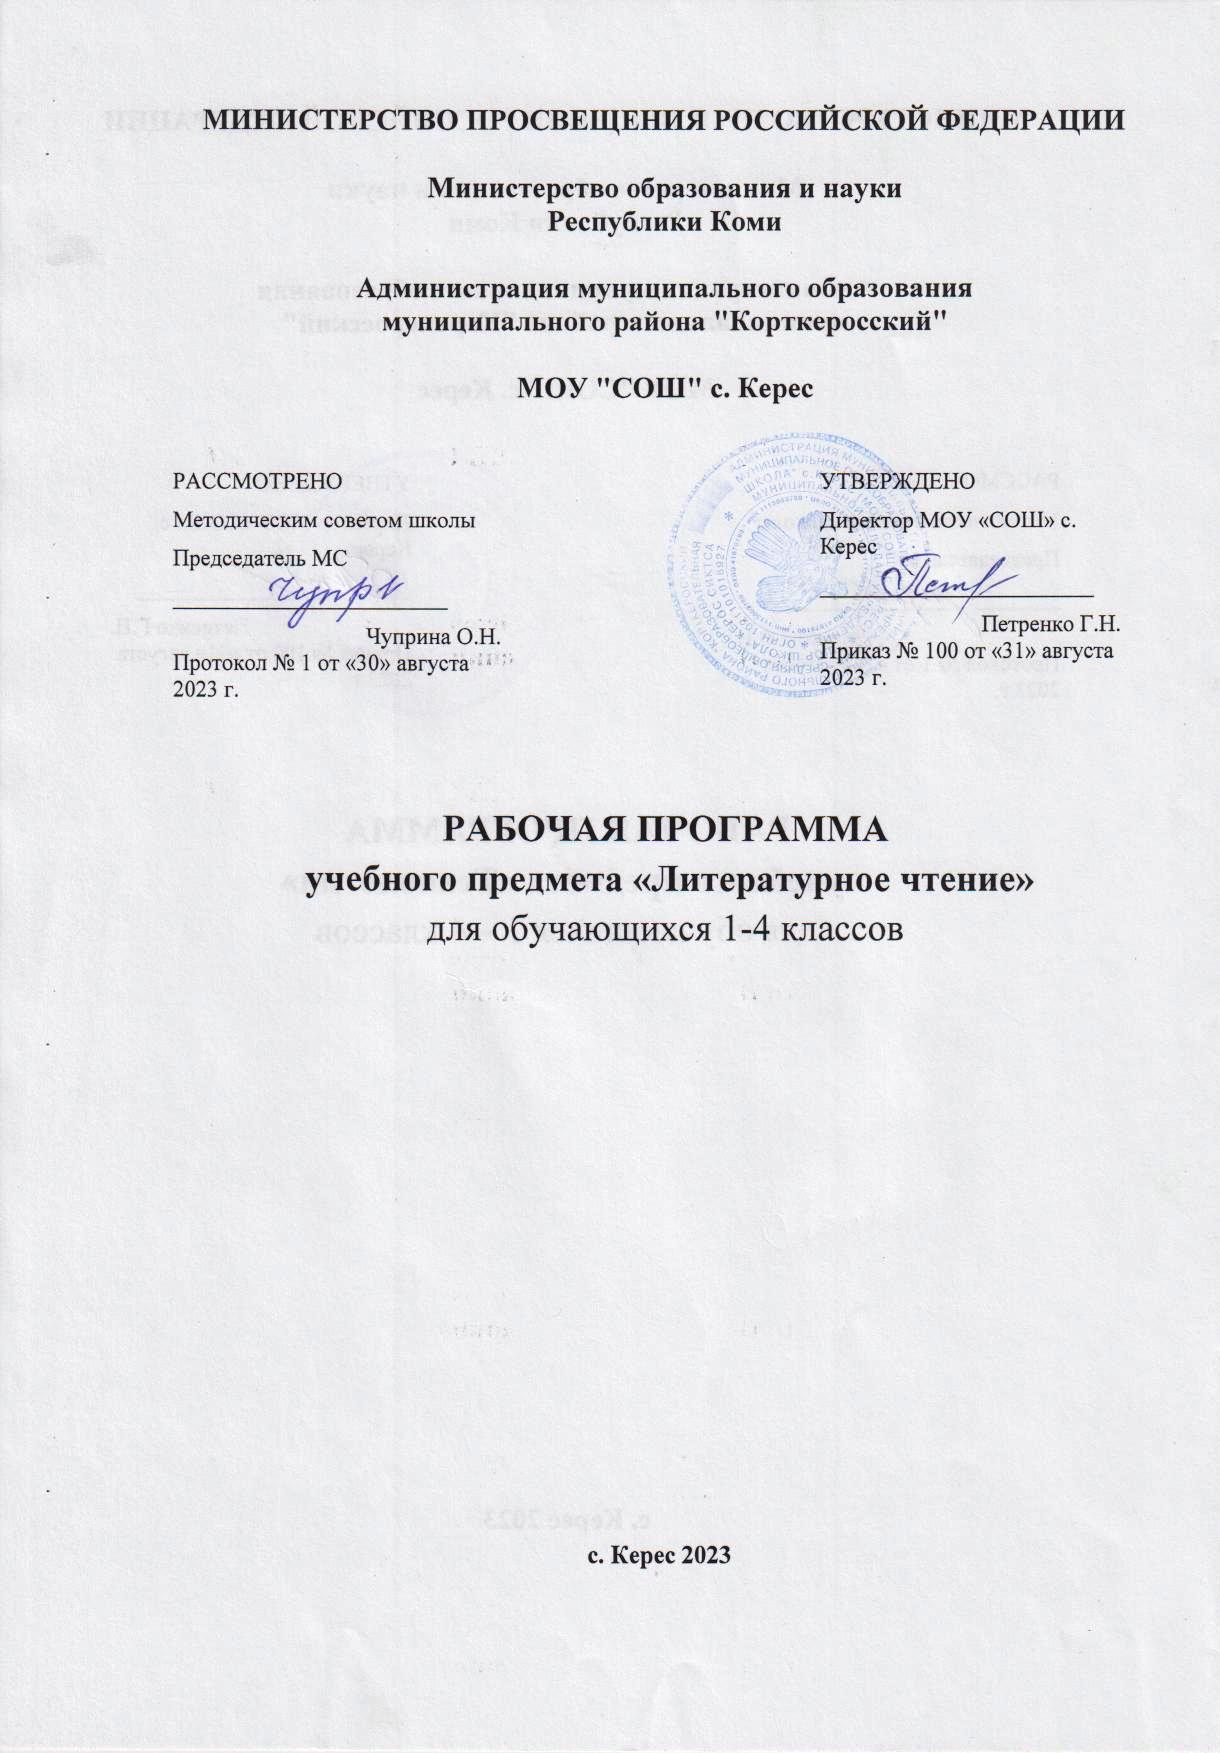 МИНИСТЕРСТВО ПРОСВЕЩЕНИЯ РОССИЙСКОЙ ФЕДЕРАЦИИ
Министерство образования и науки
Республики Коми
Администрация муниципального образования
муниципального района "Корткеросский"
МОУ "СОШ" с. Керес
РАССМОТРЕНО
Методическим советом школы
Председатель МС
Чуприна О.Н.
Протокол № 1 от «30» августа
2023 г.
УТВЕРЖДЕНО
Директор МОУ «СОШ» с.
Керес
Петренко Г.Н.
Приказ № 100 от «31» августа
2023 г.
РАБОЧАЯ ПРОГРАММА
учебного предмета «Литературное чтение»
для обучающихся 1-4 классов
с. Керес 2023